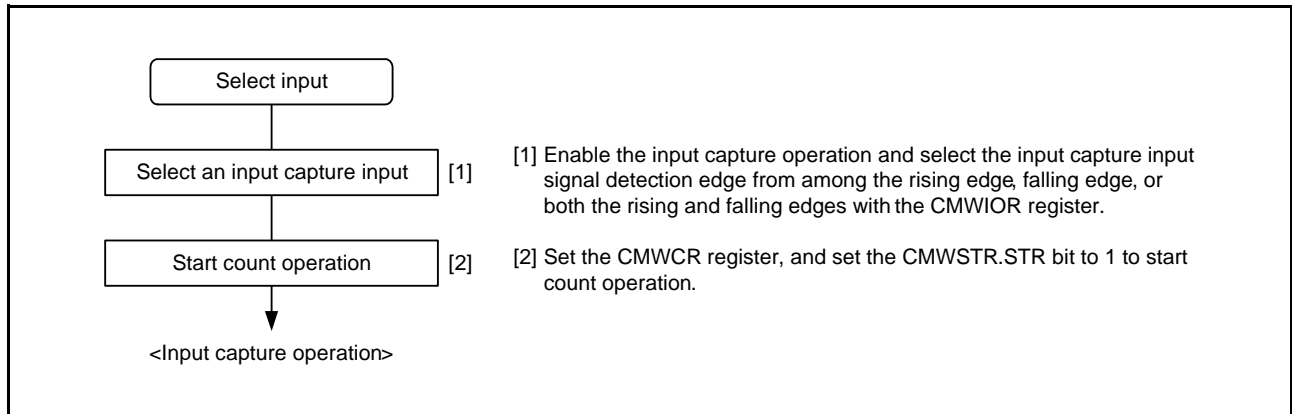 Select input
Select an input capture input
[1]
[1] Enable the input capture operation and select the input capture input
signal detection edge from among the rising edge, falling edge, or
both the rising and falling edges with the CMWIOR register.
Start count operation
[2]
[2] Set the CMWCR register, and set the CMWSTR.STR bit to 1 to start
count operation.
<Input capture operation>